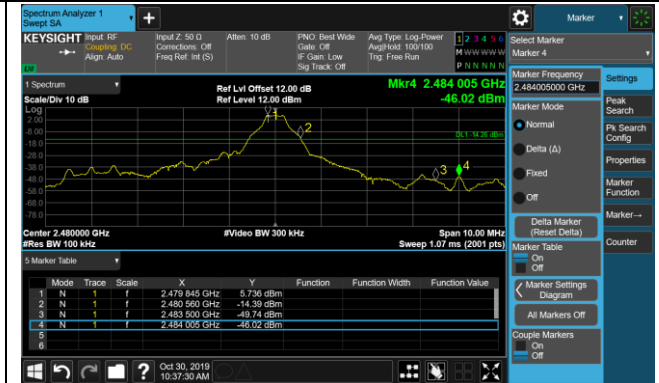 Spectrum Analyzer 1
Swept SA
Marker
KEYSIGHT Input: RF Input Z: 50 Ω Atten: 10 dB PNO: Best Wide Avg Type: Log-Power 1 2 3 4 5 6
Coupling: DC Corrections: Off Gate: Off Avg|Hold: 100/100 M W W W W W
Align: Auto Freq Ref: Int (S) IF Gain: Low Trig: Free Run
Sig Track: Off P N N N N N
Select Marker
Marker 4
1 Spectrum
Ref Lvl Offset 12.00 dB Mkr4 2.484 005 GHz
Scale/Div 10 dB Ref Level 12.00 dBm -46.02 dBm
Log
2.00
-8.00
-18.0
-28.0
-38.0
-48.0
-58.0
-68.0
-78.0
1
2
3
4
DL1 -14.26 dBm
Center 2.480000 GHz #Video BW 300 kHz Span 10.00 MHz
#Res BW 100 kHz Sweep 1.07 ms (2001 pts)
5 Marker Table
Mode Trace Scale X Y Function Function Width Function Value
1 N 1 f 2.479 845 GHz 5.736 dBm
2 N 1 f 2.480 560 GHz -14.39 dBm
3 N 1 f 2.483 500 GHz -49.74 dBm
4 N 1 f 2.484 005 GHz -46.02 dBm
5
6
Marker Frequency
2.484005000 GHz
Marker Mode
Normal
Delta (Δ)
Fixed
Off
Delta Marker
(Reset Delta)
Marker Table
On
Off
Marker Settings
Diagram
All Markers Off
Couple Markers
On
Off
Settings
Peak
Search
Pk Search
Config
Properties
Marker
Function
Marker→
Counter
? Oct 30, 2019
10:37:30 AM